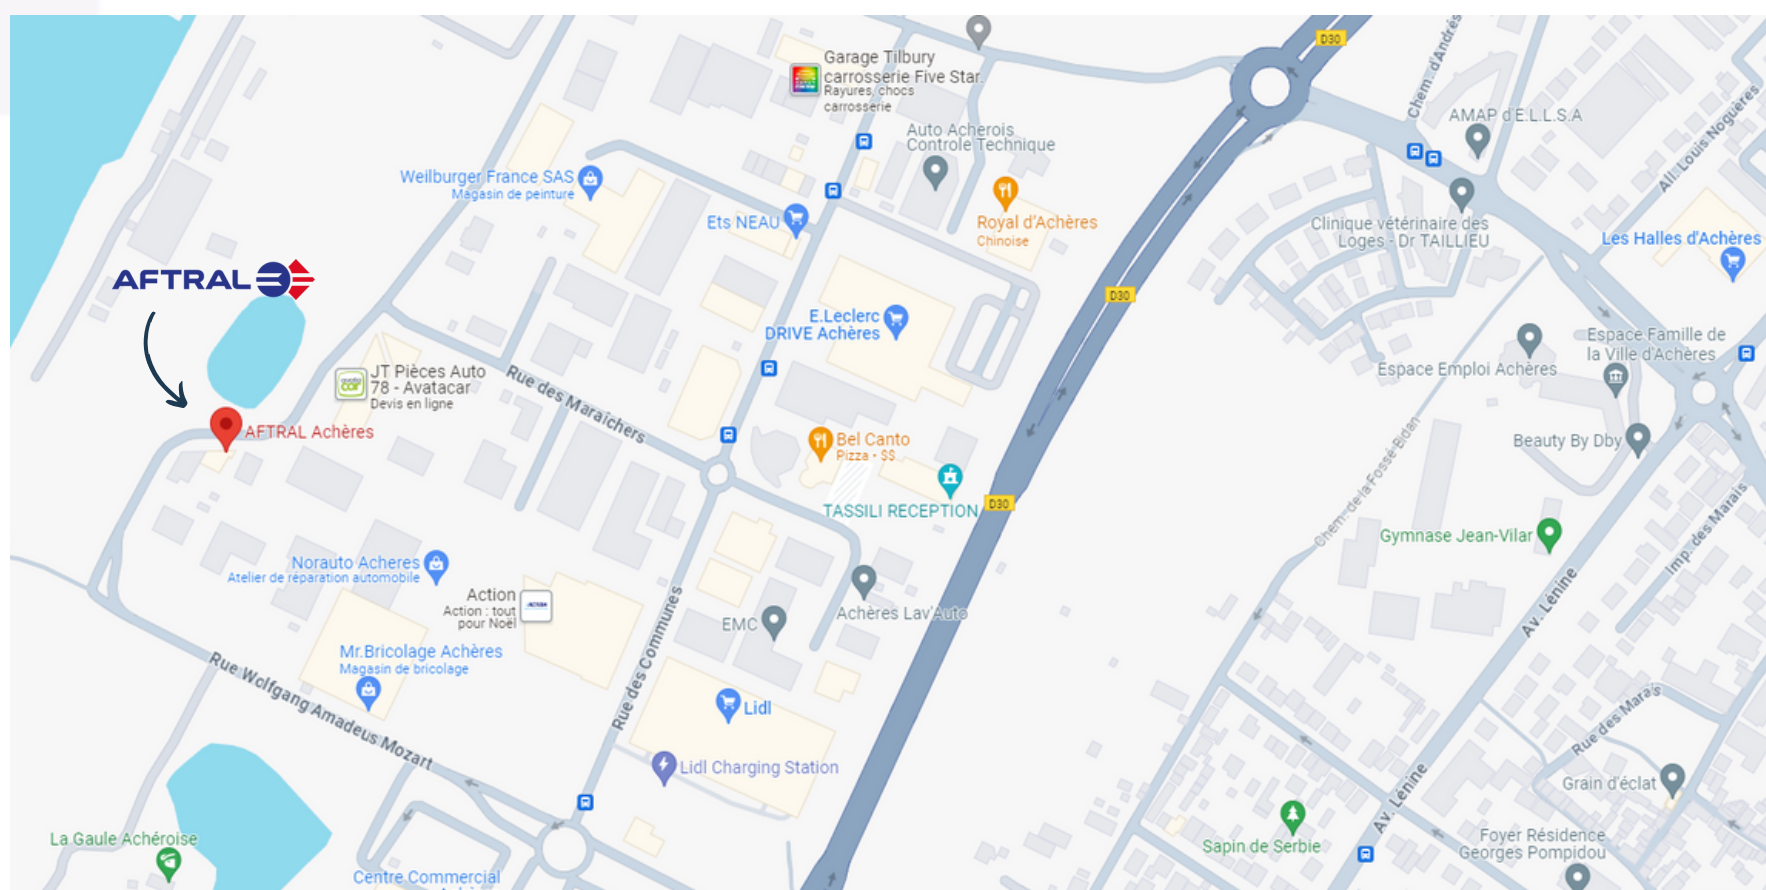 D30
Garage Tilbury
carrosserie Five Star.
Rayures, chocs
carrosserie
Chem. d'Andrés
AMAP d'E.L.L.S.A
All. Louis Noguères
Auto Acherois
Controle Technique
Weilburger France SAS
Magasin de peinture
Ets NEAU
Royal d'Achères
Chinoise
Clinique vétérinaire des
Loges - Dr TAILLIEU
Les Halles d'Achères
AFTRAL
D30
E.Leclerc
DRIVE Achères
Espace Famille de
la Ville d'Achères
Espace Emploi Achères
JT Pièces Auto
78 - Avatacar
Devis en ligne
Rue des Maraîchers
AFTRAL Achères
Bel Canto
Pizza • $$
Beauty By Dby
Chem. de la Fosse Bidan
TASSILI RECEPTION
D30
Gymnase Jean-Vilar
Imp. des Marais
Norauto Acheres
Atelier de réparation automobile
Action
Action : tout
pour Noël
ACTION
Achères Lav'Auto
EMC
Av. Lénine
Mr.Bricolage Achères
Magasin de bricolage
Rue des Communes
Rue Wolfgang Amadeus Mozart
Lidl
Rue des Marais
Lidl Charging Station
Grain d'éclat
Av. Lénine
La Gaule Achéroise
Sapin de Serbie
Foyer Résidence
Georges Pompidou
Centre Commercial